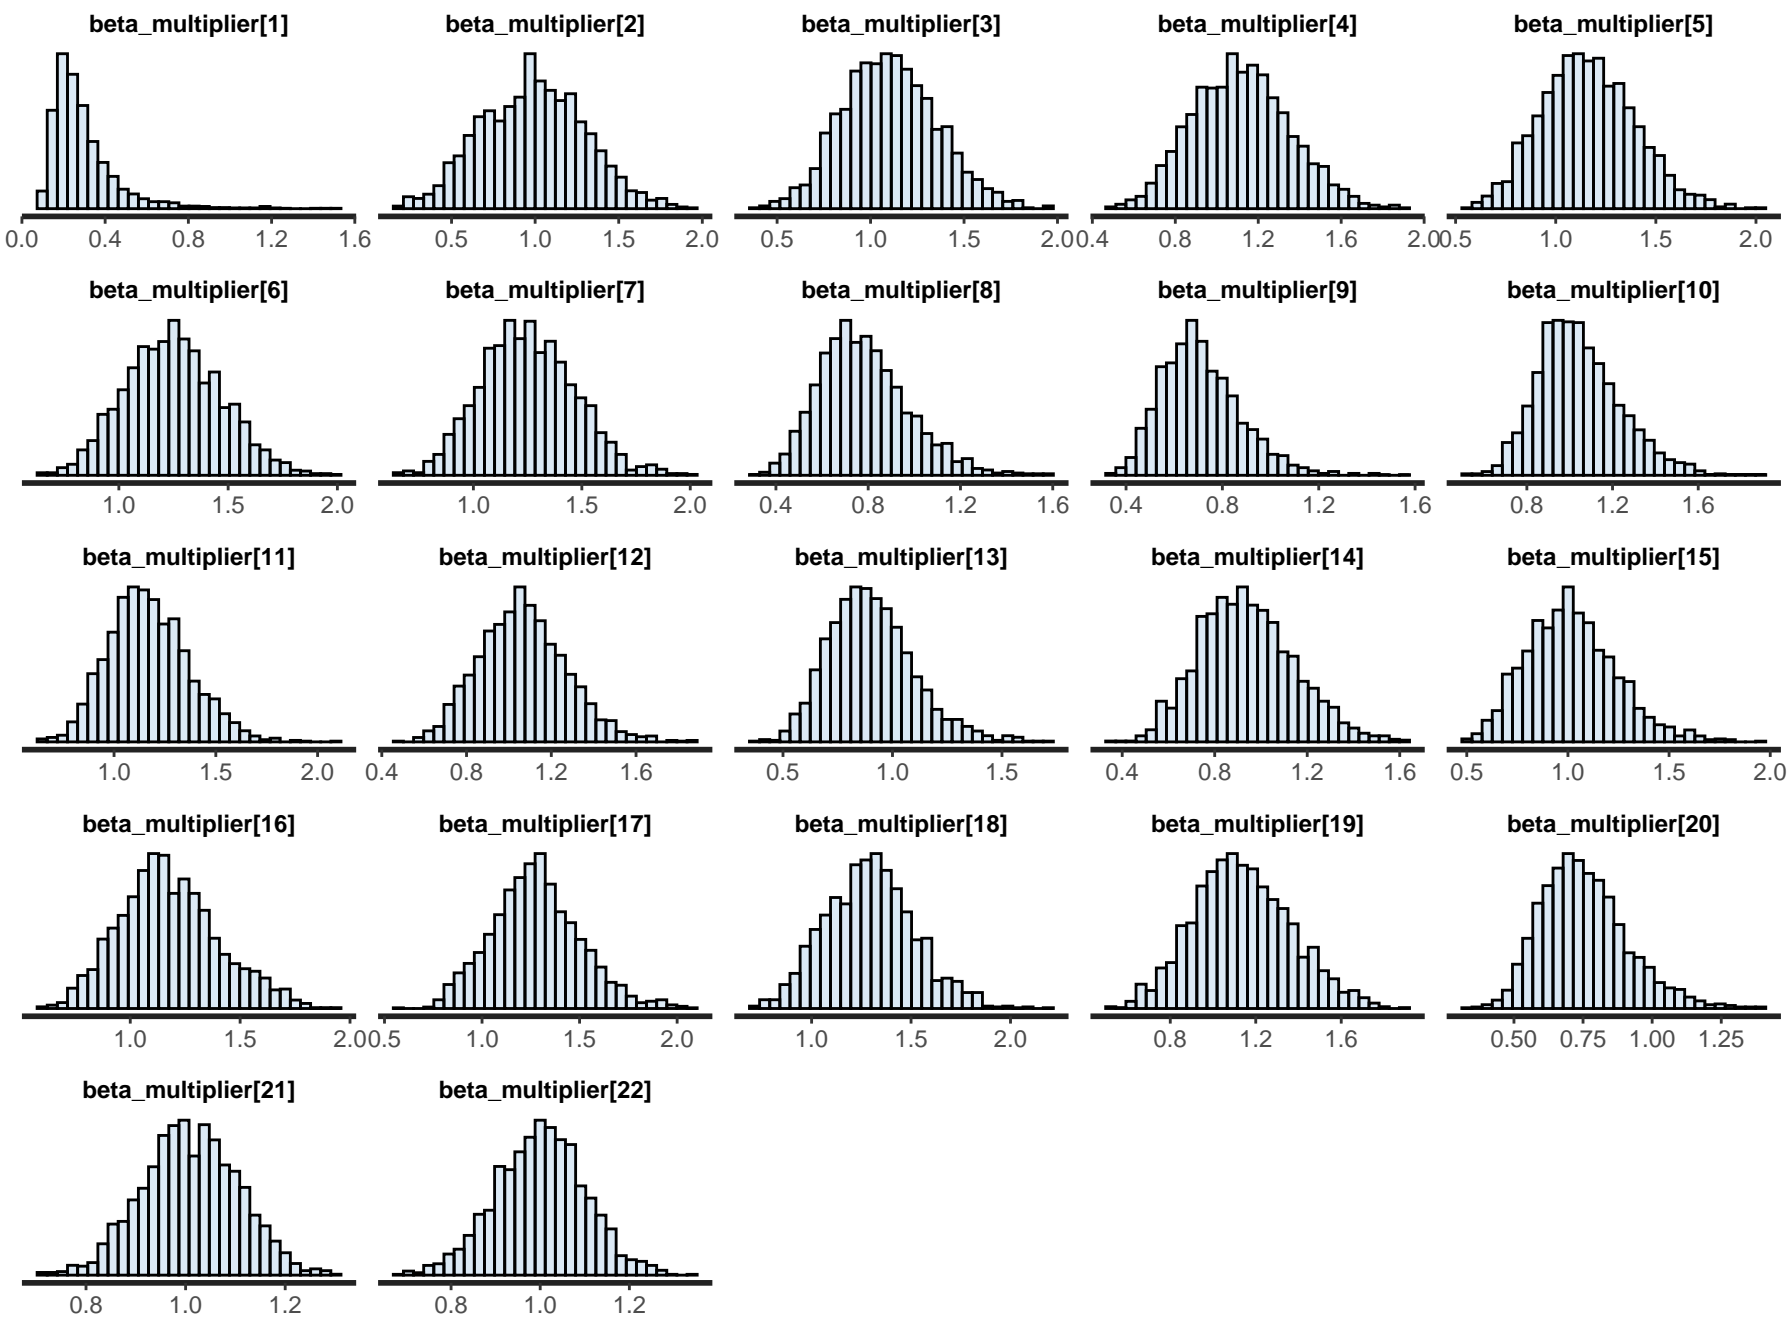 beta_multiplier[1] beta_multiplier[2] beta_multiplier[3] beta_multiplier[4] beta_multiplier[5]
0.0 0.4 0.8 1.2 1.6 0.5 1.0 1.5 2.0 0.5 1.0 1.5 2.0 0.4 0.8 1.2 1.6 2.0 0.5 1.0 1.5 2.0
beta_multiplier[6] beta_multiplier[7] beta_multiplier[8] beta_multiplier[9] beta_multiplier[10]
1.0 1.5 2.0 1.0 1.5 2.0 0.4 0.8 1.2 1.6 0.4 0.8 1.2 1.6 0.8 1.2 1.6
beta_multiplier[11] beta_multiplier[12] beta_multiplier[13] beta_multiplier[14] beta_multiplier[15]
1.0 1.5 2.0 0.4 0.8 1.2 1.6 0.5 1.0 1.5 0.4 0.8 1.2 1.6 0.5 1.0 1.5 2.0
beta_multiplier[16] beta_multiplier[17] beta_multiplier[18] beta_multiplier[19] beta_multiplier[20]
1.0 1.5 2.0 0.5 1.0 1.5 2.0 1.0 1.5 2.0 0.8 1.2 1.6 0.50 0.75 1.00 1.25
beta_multiplier[21] beta_multiplier[22]
0.8 1.0 1.2 0.8 1.0 1.2